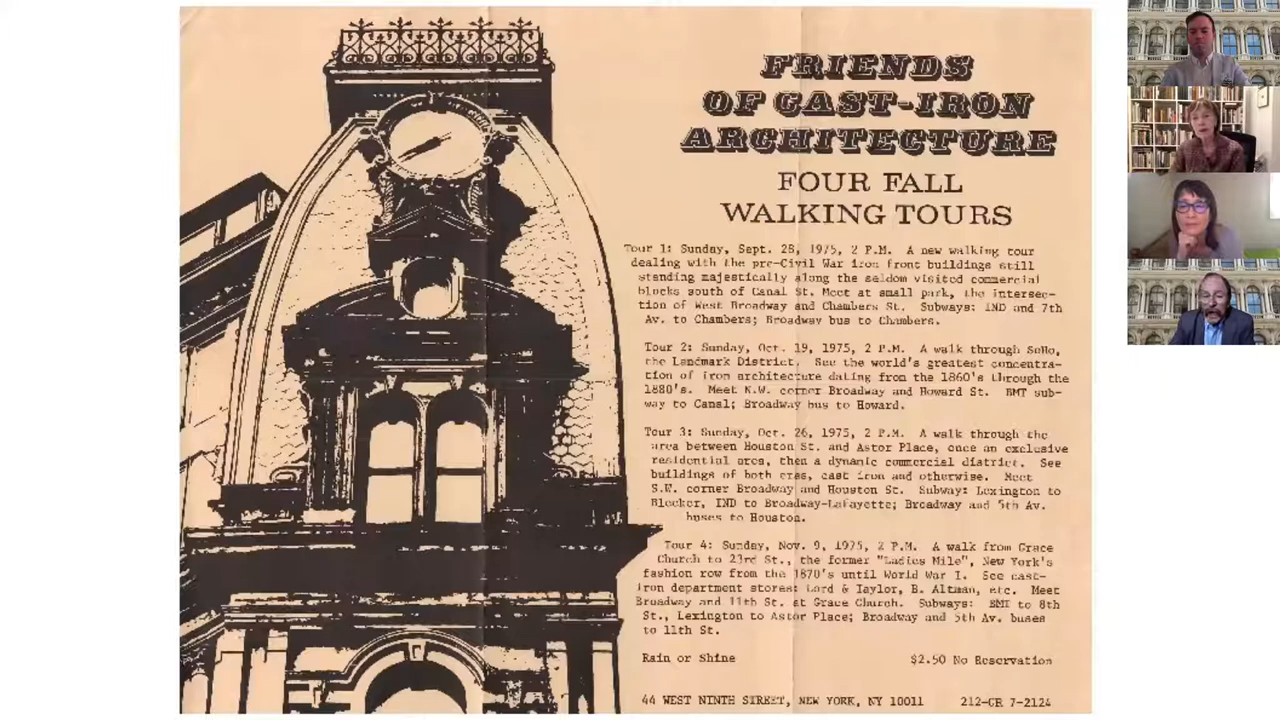 FRIENDS
OF CAST-IRON
ARCHITECTURE
FOUR FALL
WALKING TOURS
Tour 1: Sunday, Sept. 28, 1975, 2 P.M. A new walking tour
dealing with the pre-Civil War iron front buildings still
standing majestically along the seldom visited commercial
blocks south of Canal St. Meet at small park, the intersec-
tion of West Broadway and Chambers St. Subways: IND and 7th
Av. to Chambers; Broadway bus to Chambers.
Tour 2: Sunday, Oct. 19, 1975, 2 P.M. A walk through SoHo,
the Landmark District. See the world's greatest concentra-
tion of iron architecture dating from the 1860's through the
1880's. Meet N.W. corner Broadway and Howard St. BMT sub-
way to Canal; Broadway bus to Howard.
Tour 3: Sunday, Oct. 26, 1975, 2 P.M. A walk through the
area between Houston St. and Astor Place, once an exclusive
residential area, then a dynamic commercial district. See
buildings of both eras, cast iron and otherwise. Meet
S.W. corner Broadway and Houston St. Subway: Lexington to
Blecker, IND to Broadway-Lafayette; Broadway and 5th Av.
buses to Houston.
Tour 4: Sunday, Nov. 9, 1975, 2 P.M. A walk from Grace
Church to 23rd St., the former "Ladies Mile", New York's
fashion row from the 1870's until World War I. See cast-
iron department stores: Lord & Taylor, B. Altman, etc. Meet
Broadway and 11th St. at Grace Church. Subways: BMT to 8th
St., Lexington to Astor Place; Broadway and 5th Av. buses
to 11th St.
Rain or Shine $2.50 No Reservation
44 WEST NINTH STREET, NEW YORK, NY 10011 212-GR 7-2124